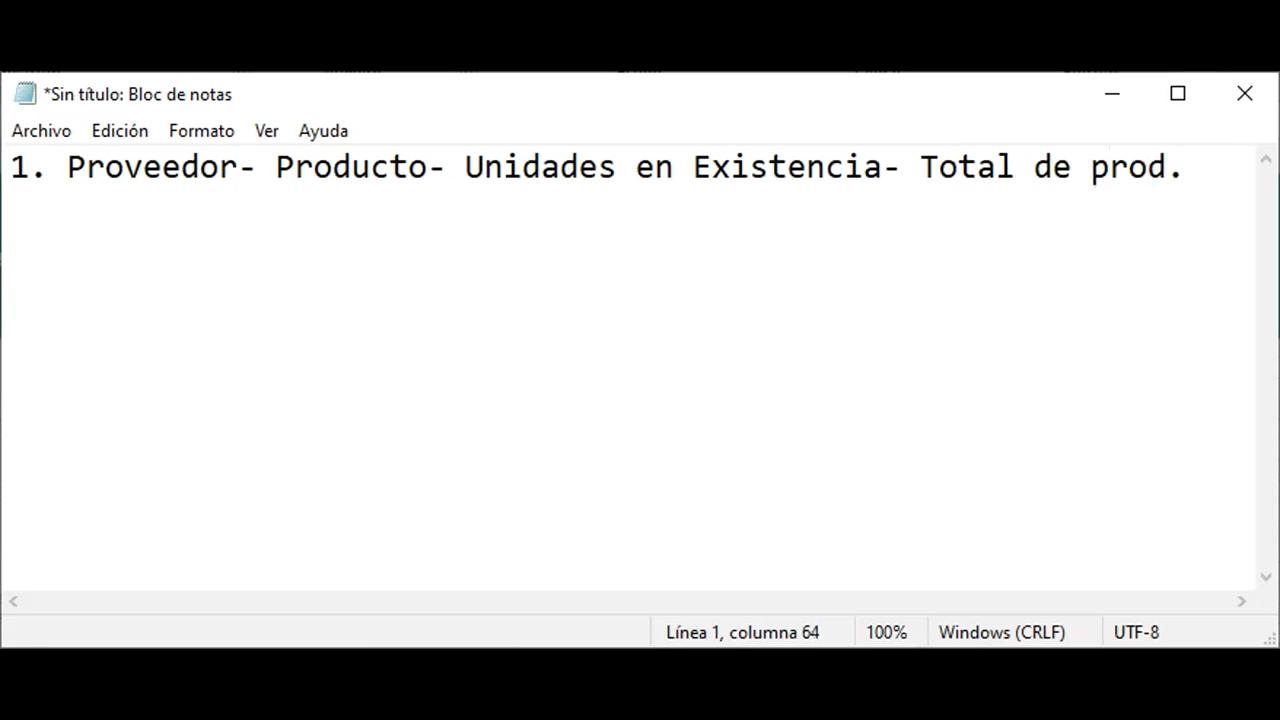 *Sin título: Bloc de notas
Archivo Edición Formato Ver Ayuda
1. Proveedor- Producto- Unidades en Existencia- Total de prod.
Línea 1, columna 64 100% Windows (CRLF) UTF-8